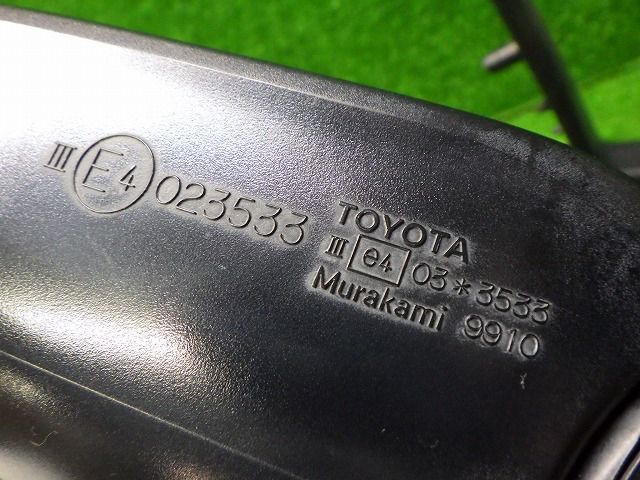 III E4 023533
TOYOTA
III e4 03*3533
Murakami 9910